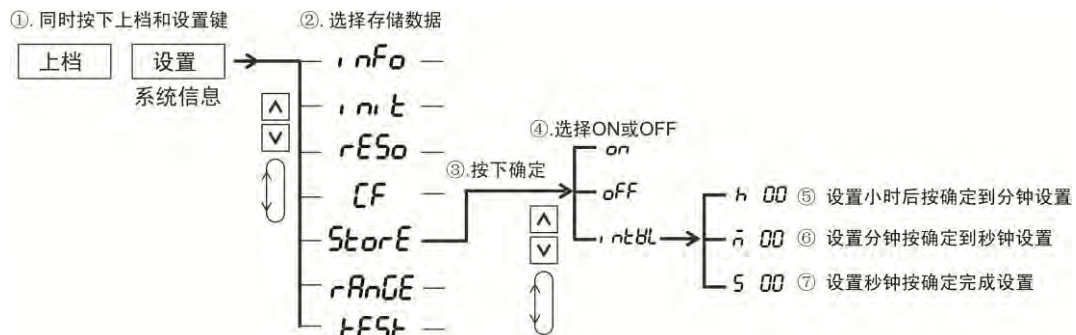 ①. 同时按下上档和设置键
②. 选择存储数据
上档
设置
系统信息
InFo
InIt
rESo
CF
StorE
rAnGE
tESt
③.按下确定
④.选择ON或OFF
on
oFF
IntVL
h 00 ⑤ 设置小时后按确定到分钟设置
n̄ 00 ⑥ 设置分钟按确定到秒钟设置
S 00 ⑦ 设置秒钟按确定完成设置